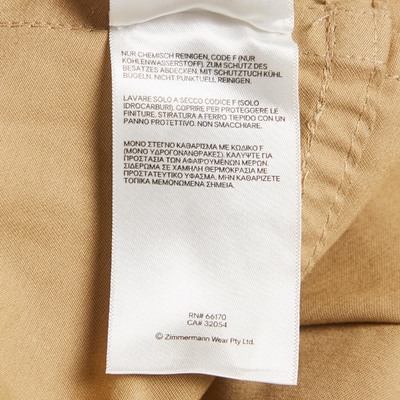 NUR CHEMISCH REINIGEN, CODE F (NUR
KOHLENWASSERSTOFF). ZUM SCHUTZ DES
BESATZES ABDECKEN, MIT SCHUTZTUCH KÜHL
BÜGELN. NICHT PUNKTUELL REINIGEN.
LAVARE SOLO A SECCO CODICE F (SOLO
IDROCARBURI). COPRIRE PER PROTEGGERE LE
FINITURE. STIRATURA A FERRO TIEPIDO CON UN
PANNO PROTETTIVO. NON SMACCHIARE.
ΜΟΝΟ ΣΤΕΓΝΟ ΚΑΘΑΡΙΣΜΑ ΜΕ ΚΩΔΙΚΟ F
(ΜΟΝΟ ΥΔΡΟΓΟΝΑΝΘΡΑΚΕΣ). ΚΑΛΥΨΤΕ ΓΙΑ
ΠΡΟΣΤΑΣΙΑ ΤΩΝ ΑΦΑΙΡΟΥΜΕΝΩΝ ΜΕΡΩΝ.
ΣΙΔΕΡΩΜΑ ΣΕ ΧΑΜΗΛΗ ΘΕΡΜΟΚΡΑΣΙΑ ΜΕ
ΠΡΟΣΤΑΤΕΥΤΙΚΟ ΥΦΑΣΜΑ. ΜΗΝ ΚΑΘΑΡΙΖΕΤΕ
ΤΟΠΙΚΑ ΜΕΜΟΝΩΜΕΝΑ ΣΗΜΕΙΑ.
RN# 66170
CA# 32054
© Zimmermann Wear Pty Ltd.